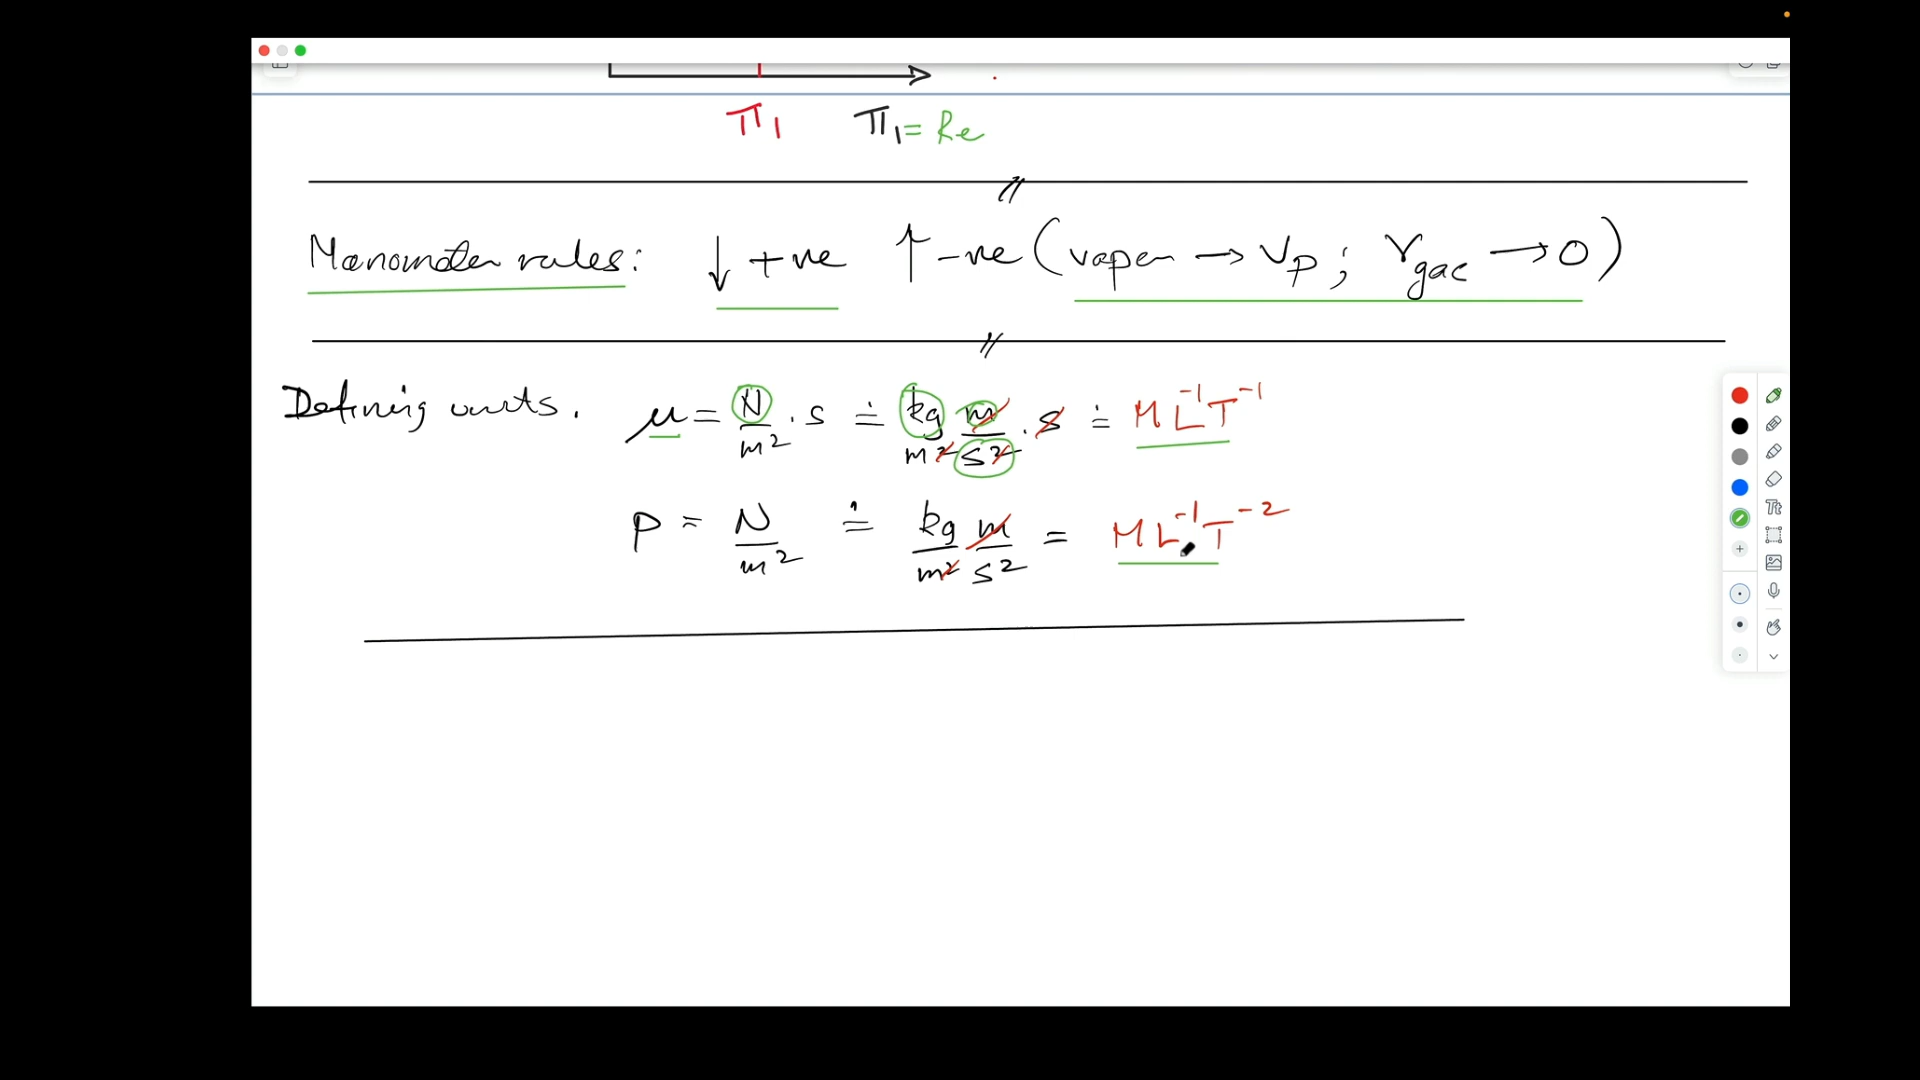 π₁ π₁ = Re
Manometer rules: ↓ +ve ↑ -ve (vapor → Vp ; γgas → 0)
Defining units. μ = N/m² · s ≐ kg/m² m/s² · s ≐ M L⁻¹ T⁻¹
P = N/m² ≐ kg/m² m/s² = M L⁻¹ T⁻²
Tt